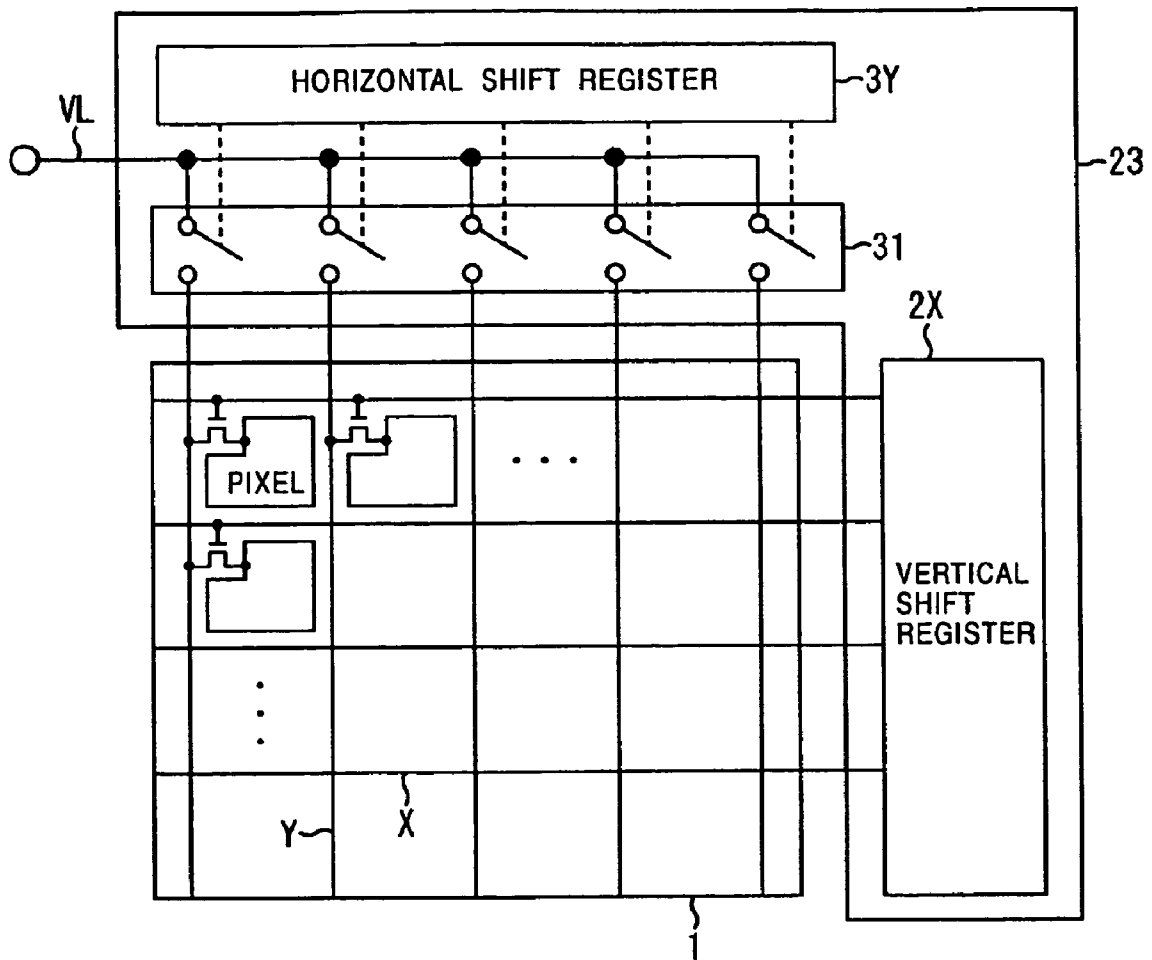 HORIZONTAL SHIFT REGISTER
3Y
VL
23
31
2X
PIXEL
VERTICAL
SHIFT
REGISTER
X
Y
1